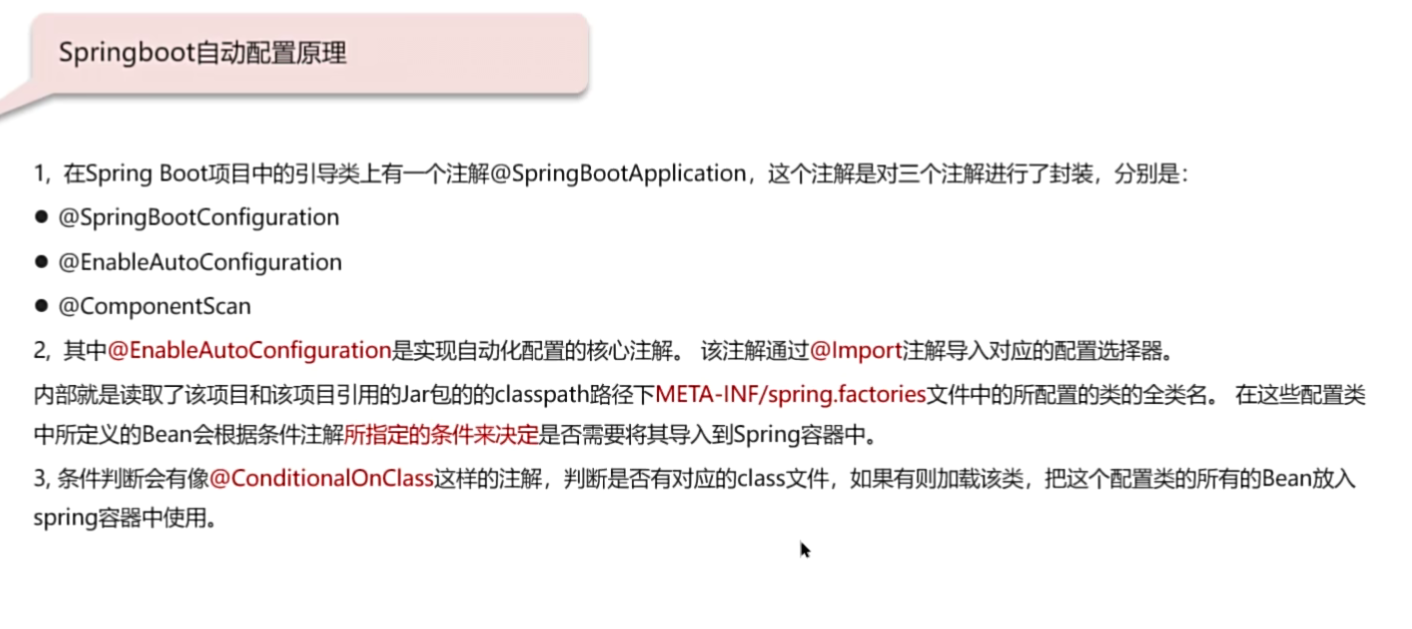 Springboot自动配置原理
1, 在Spring Boot项目中的引导类上有一个注解@SpringBootApplication，这个注解是对三个注解进行了封装，分别是：
● @SpringBootConfiguration
● @EnableAutoConfiguration
● @ComponentScan
2, 其中@EnableAutoConfiguration是实现自动化配置的核心注解。 该注解通过@Import注解导入对应的配置选择器。
内部就是读取了该项目和该项目引用的Jar包的的classpath路径下META-INF/spring.factories文件中的所配置的类的全类名。 在这些配置类
中所定义的Bean会根据条件注解所指定的条件来决定是否需要将其导入到Spring容器中。
3, 条件判断会有像@ConditionalOnClass这样的注解，判断是否有对应的class文件，如果有则加载该类，把这个配置类的所有的Bean放入
spring容器中使用。